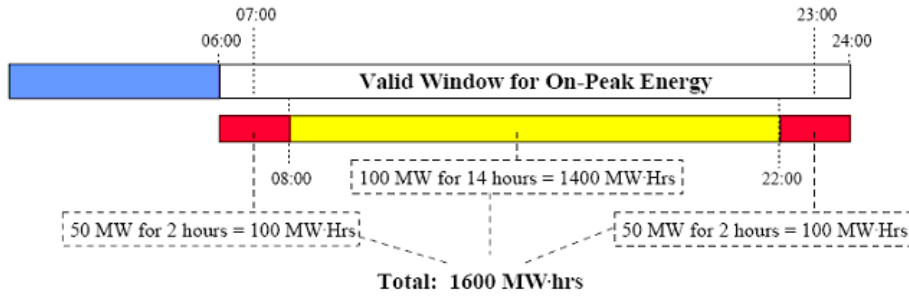 07:00
23:00
06:00
24:00
Valid Window for On-Peak Energy
08:00
100 MW for 14 hours = 1400 MW·Hrs
22:00
50 MW for 2 hours = 100 MW·Hrs
50 MW for 2 hours = 100 MW·Hrs
Total: 1600 MW·hrs